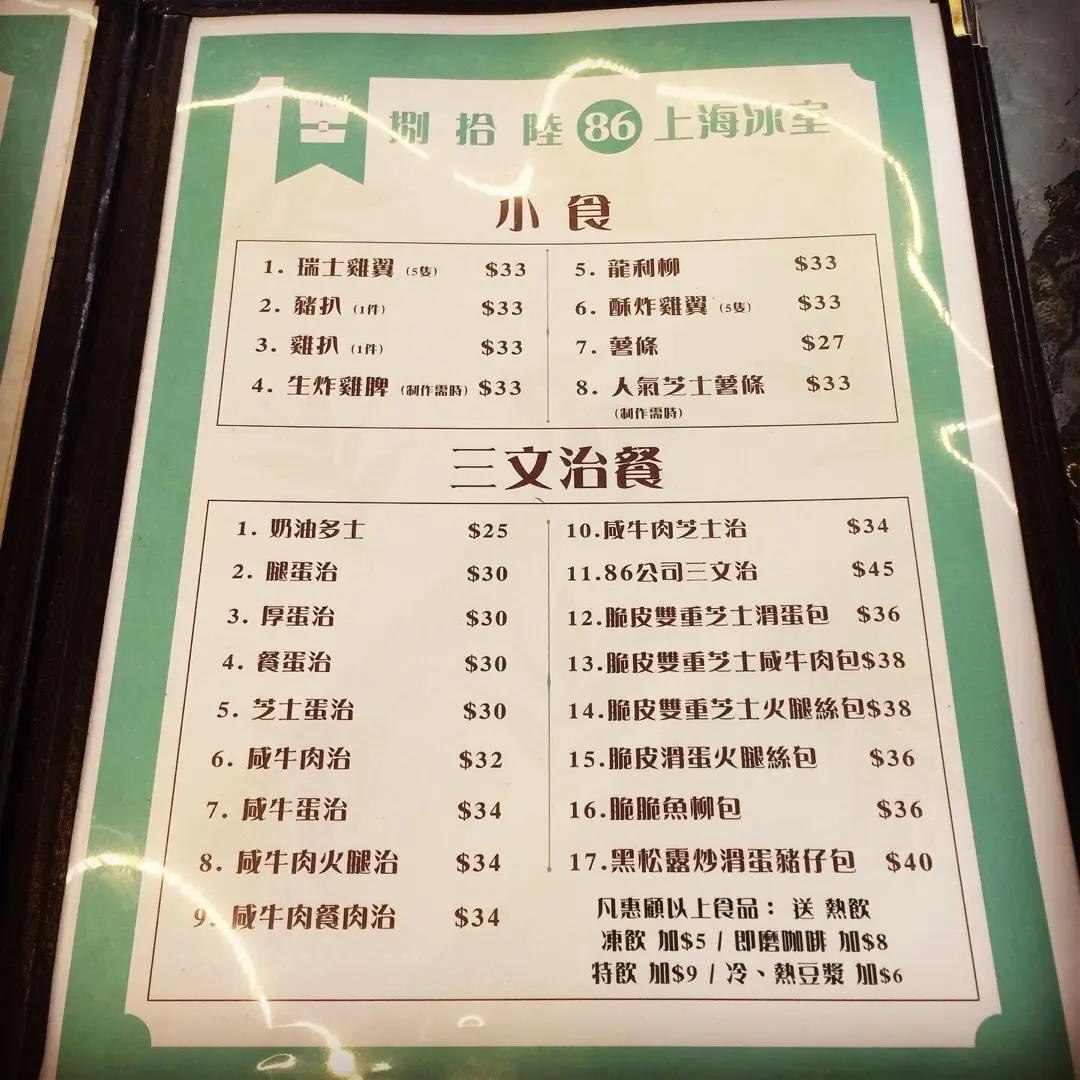 捌拾陸 86 上海冰室
小食
1. 瑞士雞翼 (5隻) $33
2. 豬扒 (1件) $33
3. 雞扒 (1件) $33
4. 生炸雞脾 (制作需時) $33
5. 龍利柳 $33
6. 酥炸雞翼 (5隻) $33
7. 薯條 $27
8. 人氣芝士薯條 $33
(制作需時)
三文治餐
1. 奶油多士 $25
2. 腿蛋治 $30
3. 厚蛋治 $30
4. 餐蛋治 $30
5. 芝士蛋治 $30
6. 咸牛肉治 $32
7. 咸牛蛋治 $34
8. 咸牛肉火腿治 $34
9. 咸牛肉餐肉治 $34
10.咸牛肉芝士治 $34
11.86公司三文治 $45
12.脆皮雙重芝士滑蛋包 $36
13.脆皮雙重芝士咸牛肉包$38
14.脆皮雙重芝士火腿絲包$38
15.脆皮滑蛋火腿絲包 $36
16.脆脆魚柳包 $36
17.黑松露炒滑蛋豬仔包 $40
凡惠顧以上食品： 送 熱飲
凍飲 加$5 / 即磨咖啡 加$8
特飲 加$9 / 冷、熱豆漿 加$6